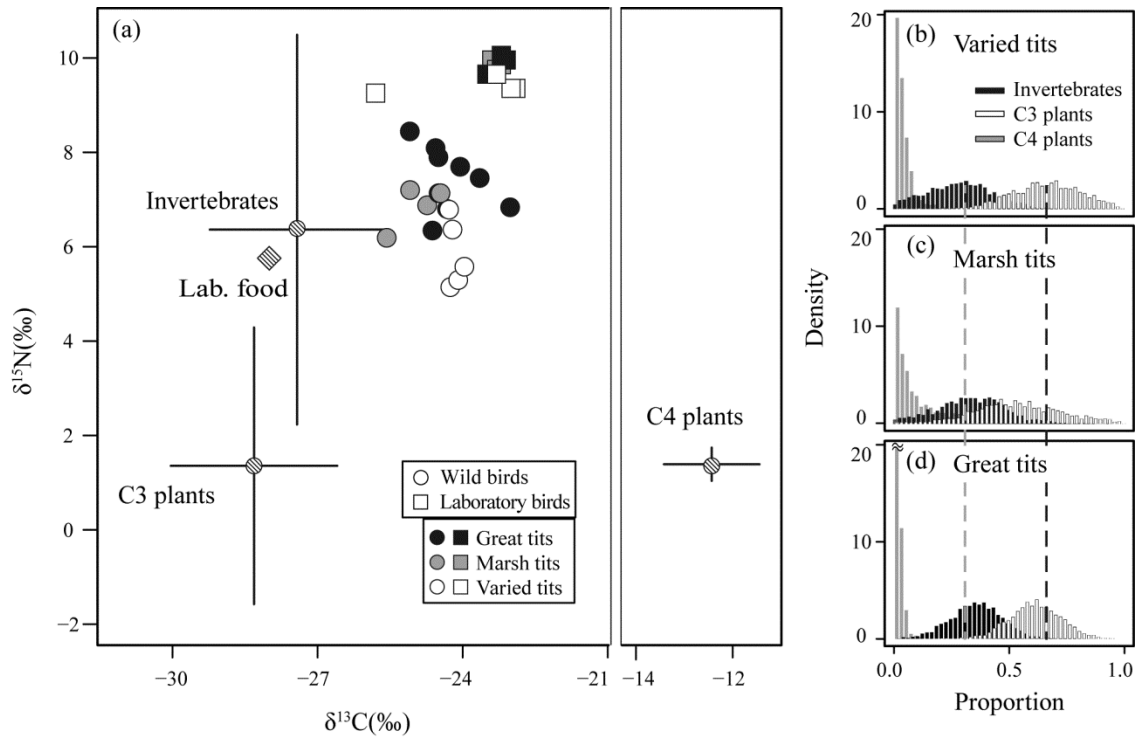 (a)
10
8
6
4
2
0
−2
δ¹⁵N(‰)
Invertebrates
Lab. food
C3 plants
C4 plants
Wild birds
Laboratory birds
Great tits
Marsh tits
Varied tits
−30
−27
−24
−21
−14
−12
δ¹³C(‰)
(b)
Varied tits
Invertebrates
C3 plants
C4 plants
20
10
0
(c)
Marsh tits
20
10
0
Density
(d)
Great tits
20
10
0
0.0
0.5
1.0
Proportion